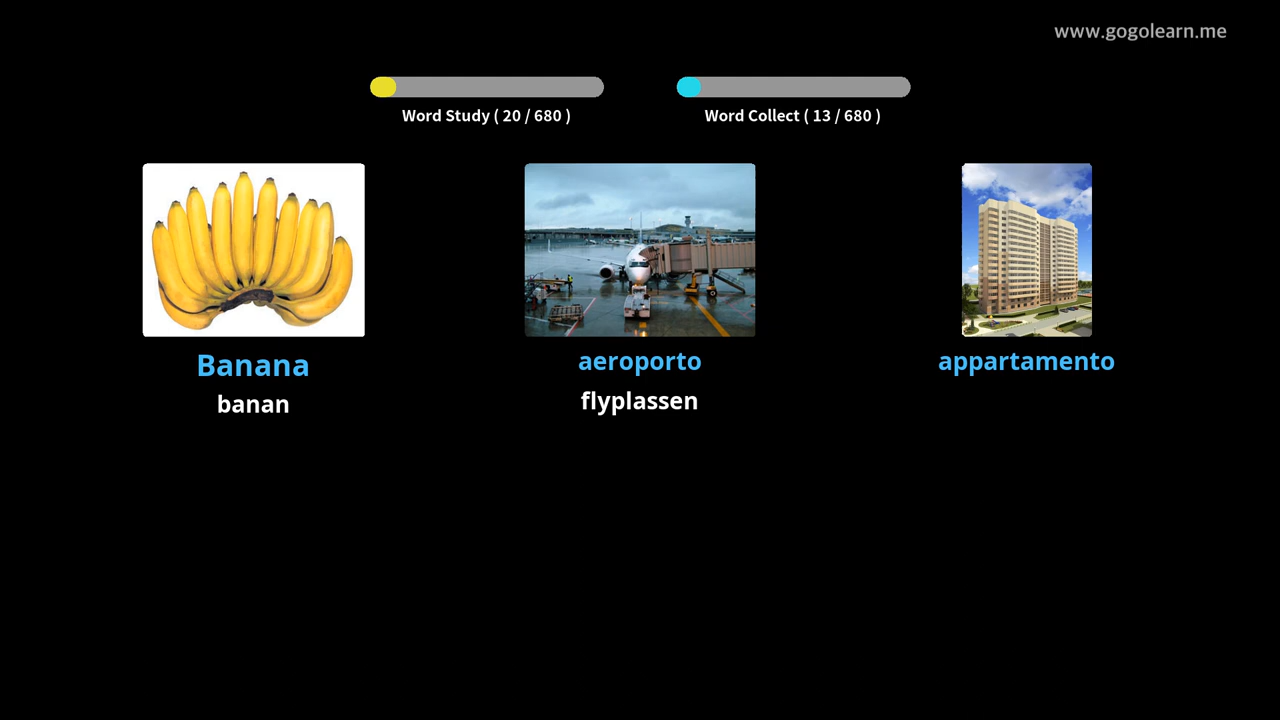 www.gogolearn.me
Word Study ( 20 / 680 )
Word Collect ( 13 / 680 )
Banana
banan
aeroporto
flyplassen
appartamento